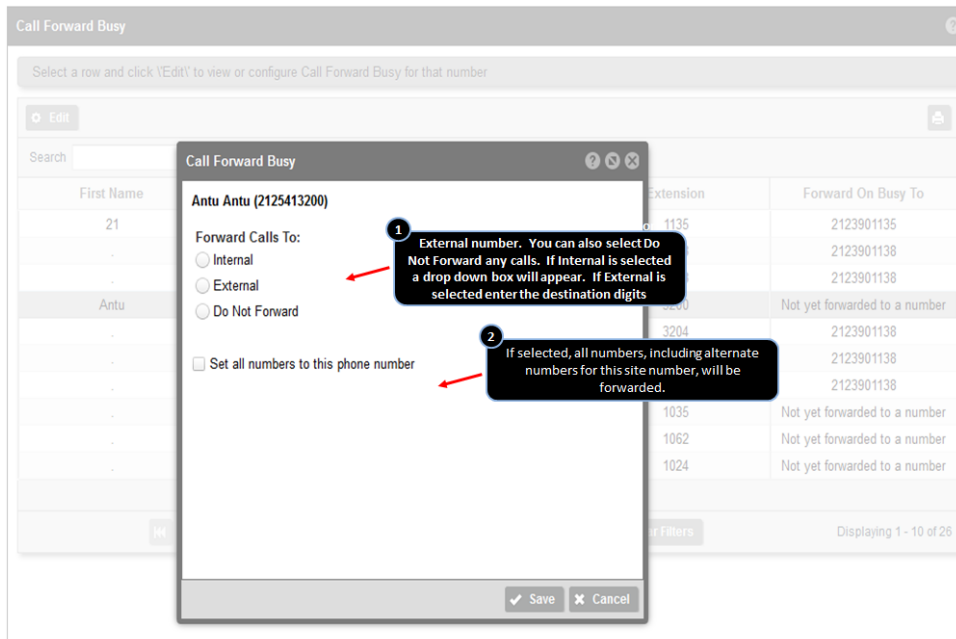 Call Forward Busy
Select a row and click \'Edit\' to view or configure Call Forward Busy for that number
Edit
Search
First Name
Extension
Forward On Busy To
21
1135
2123901135
.
2123901138
.
2123901138
Antu
3200
Not yet forwarded to a number
.
3204
2123901138
.
2123901138
.
2123901138
.
1035
Not yet forwarded to a number
.
1062
Not yet forwarded to a number
.
1024
Not yet forwarded to a number
Filters
Displaying 1 - 10 of 26
Call Forward Busy
Antu Antu (2125413200)
Forward Calls To:
Internal
External
Do Not Forward
Set all numbers to this phone number
Save
Cancel
1
External number. You can also select Do
Not Forward any calls. If Internal is selected
a drop down box will appear. If External is
selected enter the destination digits
2
If selected, all numbers, including alternate
numbers for this site number, will be
forwarded.